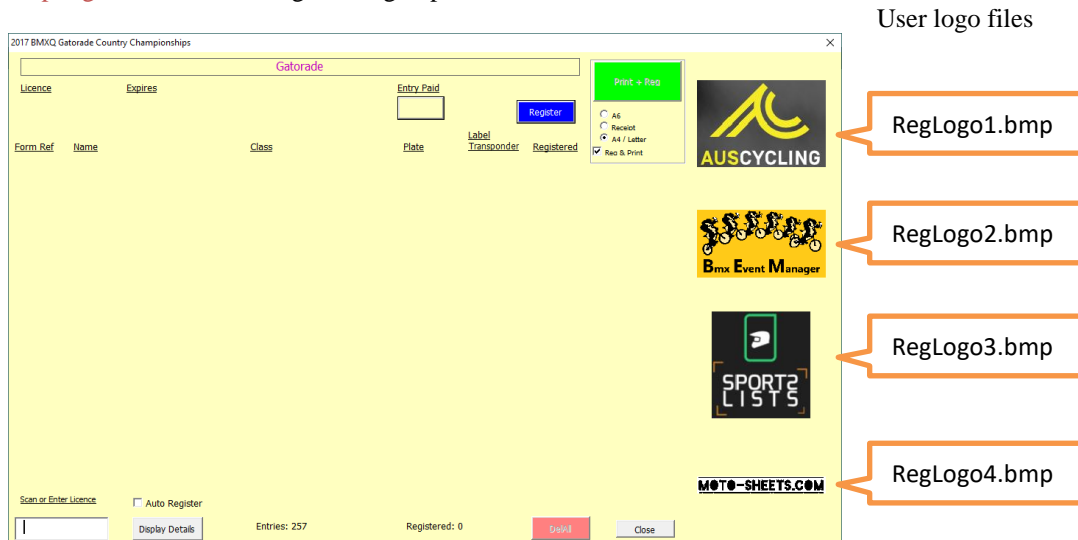 User logo files
2017 BMXQ Gatorade Country Championships
Gatorade
Licence
Expires
Entry Paid
Print + Reg
Register
A6
Receipt
A4 / Letter
Reg & Print
Form Ref
Name
Class
Plate
Label
Transponder
Registered
AUSCYCLING
RegLogo1.bmp
Bmx Event Manager
RegLogo2.bmp
SPORTS
LISTS
RegLogo3.bmp
MOTO-SHEETS.COM
RegLogo4.bmp
Scan or Enter Licence
Auto Register
Display Details
Entries: 257
Registered: 0
DelAll
Close